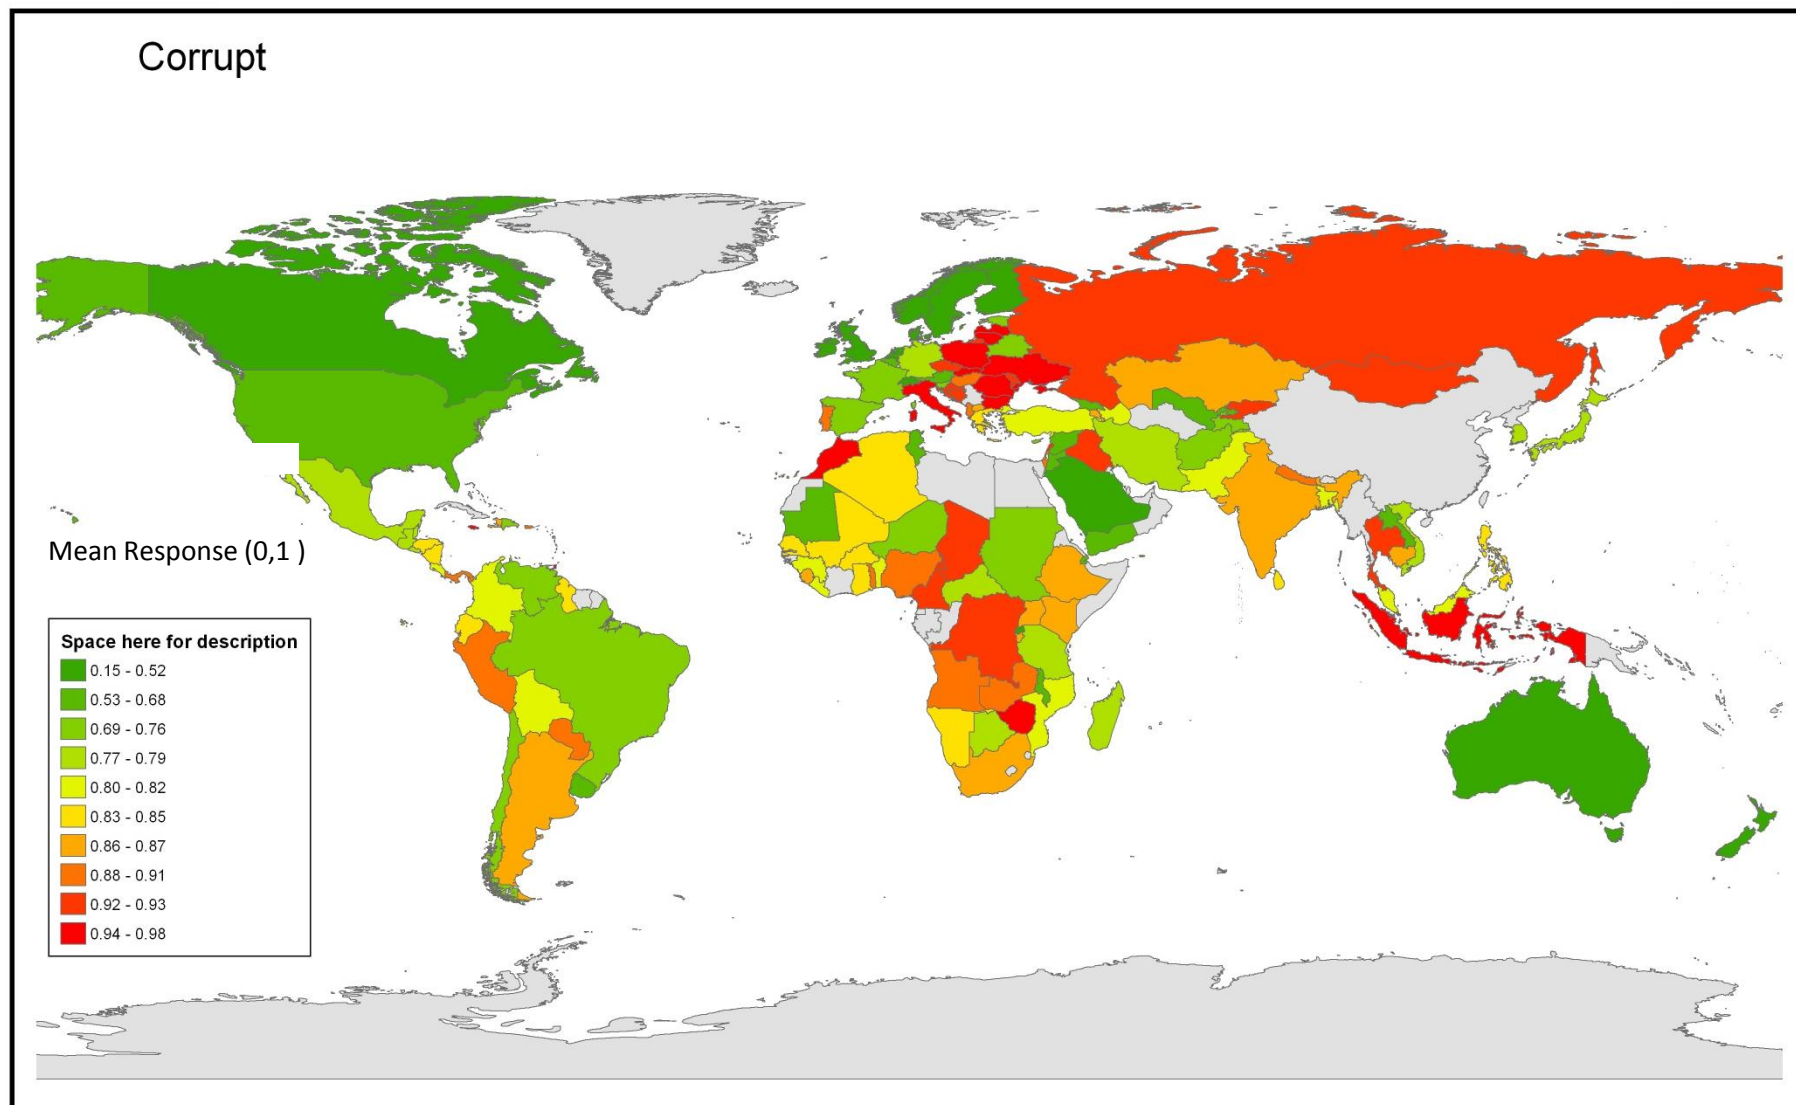 Corrupt
Mean Response (0,1 )
Space here for description
0.15 - 0.52
0.53 - 0.68
0.69 - 0.76
0.77 - 0.79
0.80 - 0.82
0.83 - 0.85
0.86 - 0.87
0.88 - 0.91
0.92 - 0.93
0.94 - 0.98